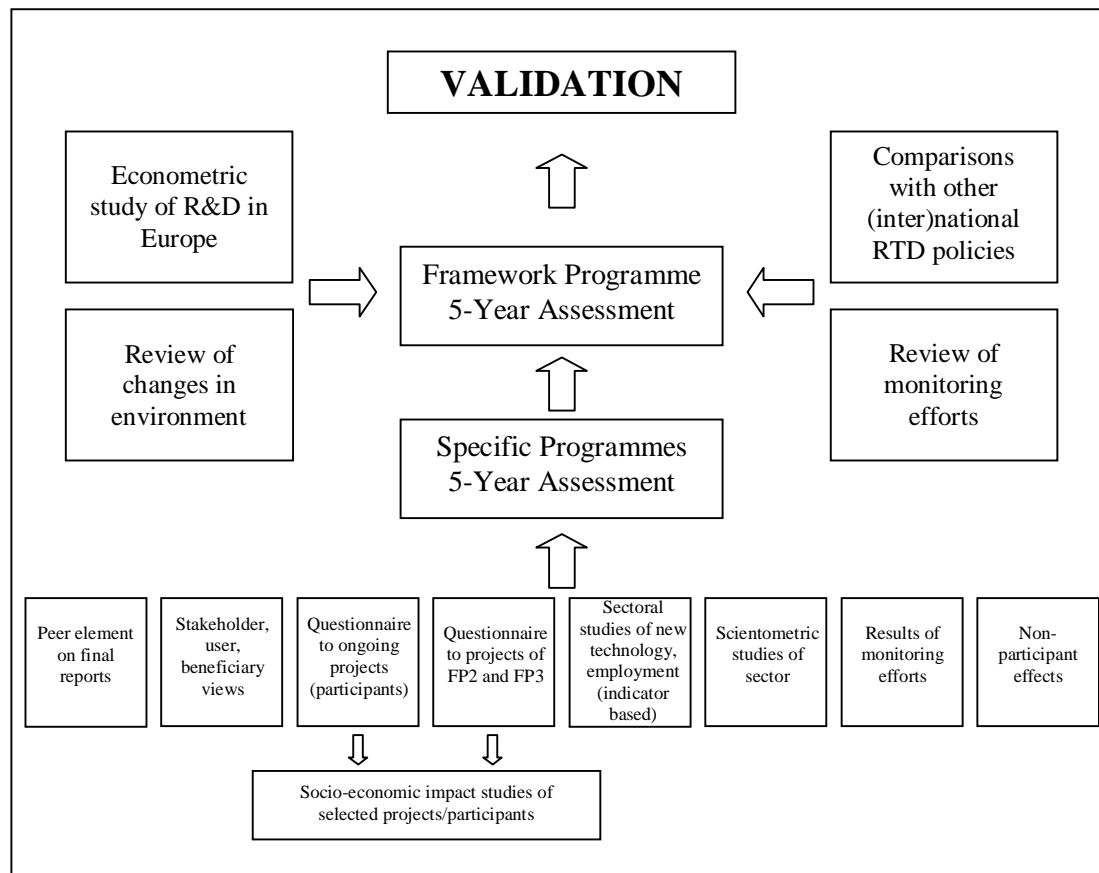 VALIDATION
Econometric
study of R&D in
Europe
Comparisons
with other
(inter)national
RTD policies
Framework Programme
5-Year Assessment
Review of
changes in
environment
Review of
monitoring
efforts
Specific Programmes
5-Year Assessment
Peer element
on final
reports
Stakeholder,
user,
beneficiary
views
Questionnaire
to ongoing
projects
(participants)
Questionnaire
to projects of
FP2 and FP3
Sectoral
studies of new
technology,
employment
(indicator
based)
Scientometric
studies of
sector
Results of
monitoring
efforts
Non-
participant
effects
Socio-economic impact studies of
selected projects/participants